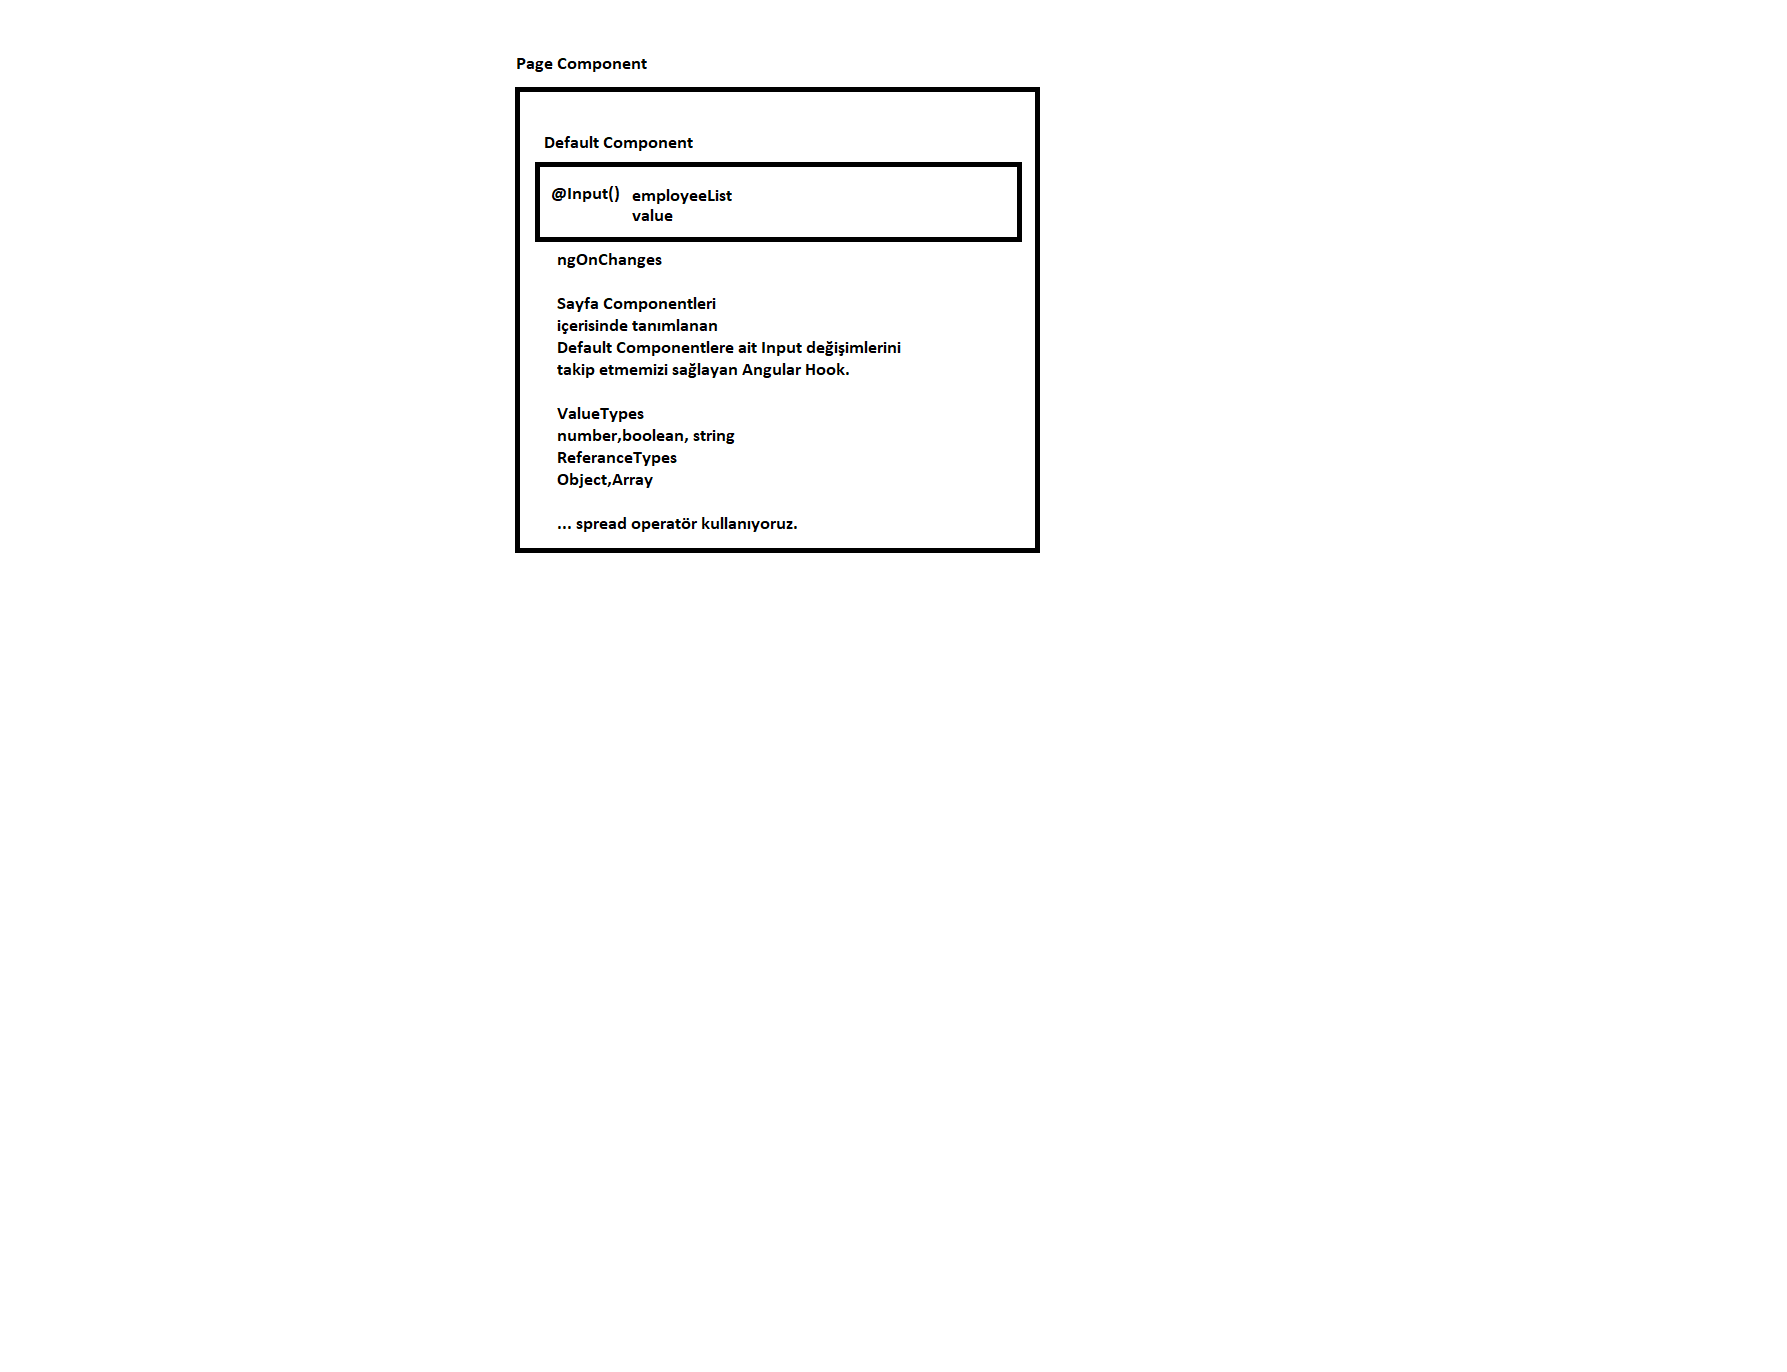 Page Component
Default Component
@Input() employeeList
value
ngOnChanges
Sayfa Componentleri
içerisinde tanımlanan
Default Componentlere ait Input değişimlerini
takip etmemizi sağlayan Angular Hook.
ValueTypes
number,boolean, string
ReferanceTypes
Object,Array
... spread operatör kullanıyoruz.